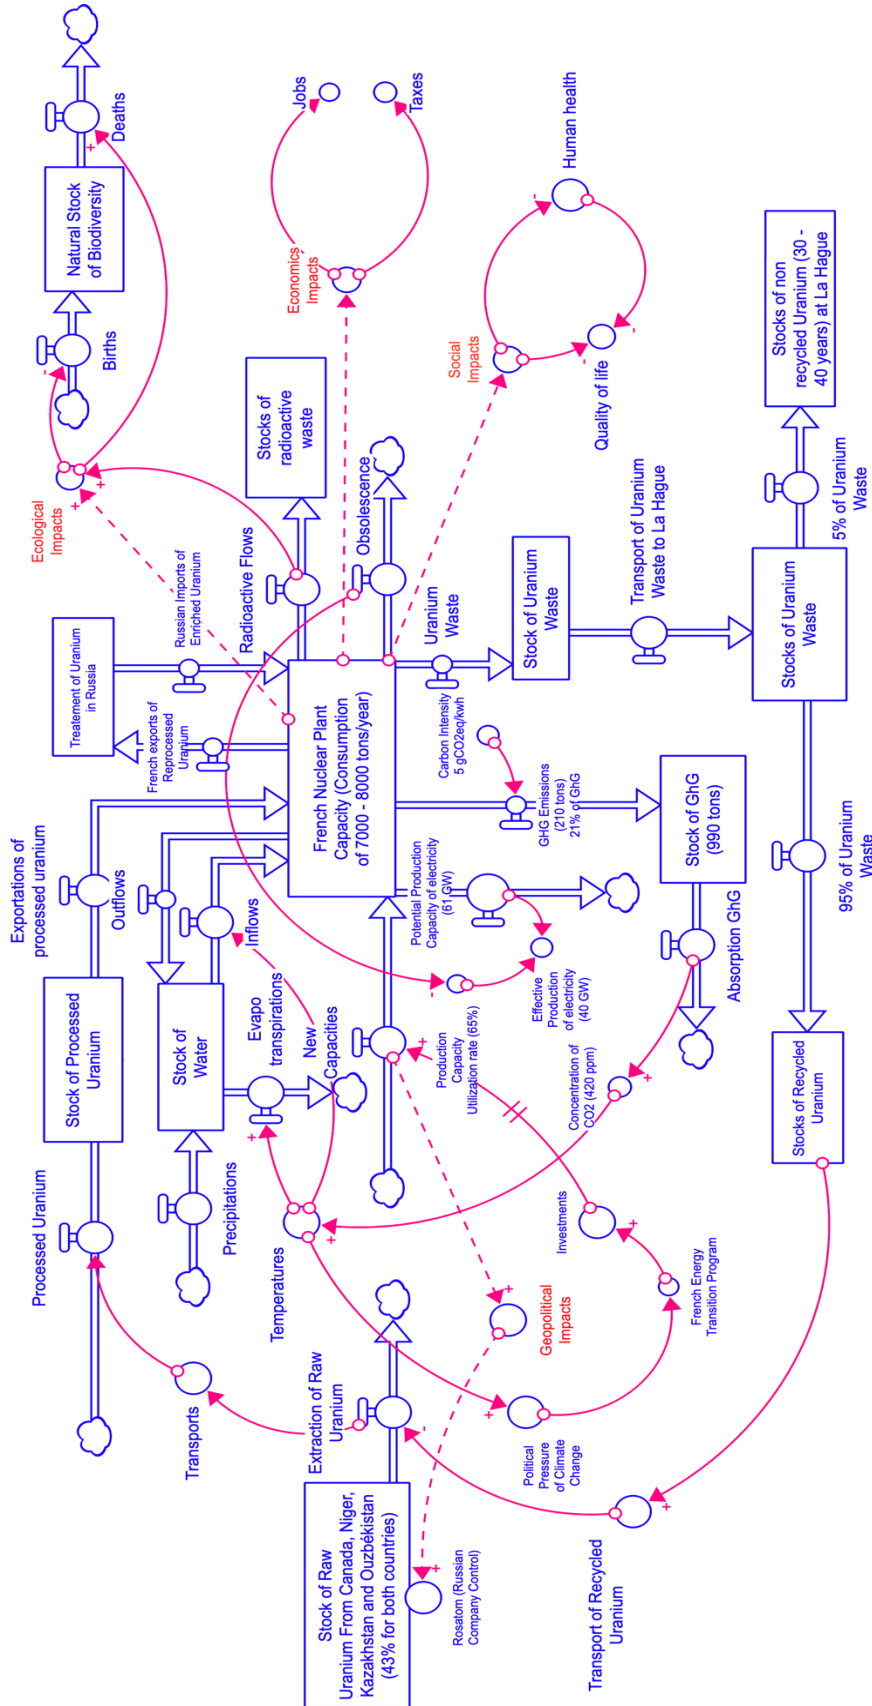 Deaths
Natural Stock
of Biodiversity
Births
Ecological
Impacts
Jobs
Taxes
Economics
Impacts
Human health
Social
Impacts
Quality of life
Stocks of
radioactive
waste
Radioactive Flows
Obsolescence
Treatement of Uranium
in Russia
Russian Imports of
Enriched Uranium
French exports of
Reprocessed
Uranium
Exportations of
processed uranium
Stock of Processed
Uranium
Processed Uranium
Outflows
Inflows
Stock of
Water
Evapo
transpirations
Precipitations
New
Capacities
Temperatures
French Nuclear Plant
Capacity (Consumption
of 7000 - 8000 tons/year)
Potential Production
Capacity of electricity
(61 GW)
Production
Capacity
Utilization rate (65%)
Effective
Production
of electricity
(40 GW)
Carbon Intensity
5 gCO2eq/kwh
GHG Emissions
(210 tons)
21% of GhG
Stock of GhG
(990 tons)
Absorption GhG
Concentration of
CO2 (420 ppm)
Uranium
Waste
Stock of Uranium
Waste
Transport of Uranium
Waste to La Hague
Stocks of Uranium
Waste
5% of Uranium
Waste
Stocks of non
recycled Uranium (30 -
40 years) at La Hague
95% of Uranium
Waste
Stocks of Recycled
Uranium
Transport of Recycled
Uranium
Transports
Extraction of Raw
Uranium
Stock of Raw
Uranium From Canada, Niger,
Kazakhstan and Ouzbékistan
(43% for both countries)
Rosatom (Russian
Company Control)
Geopolitical
Impacts
Political
Pressure
of Climate
Change
French Energy
Transition Program
Investments